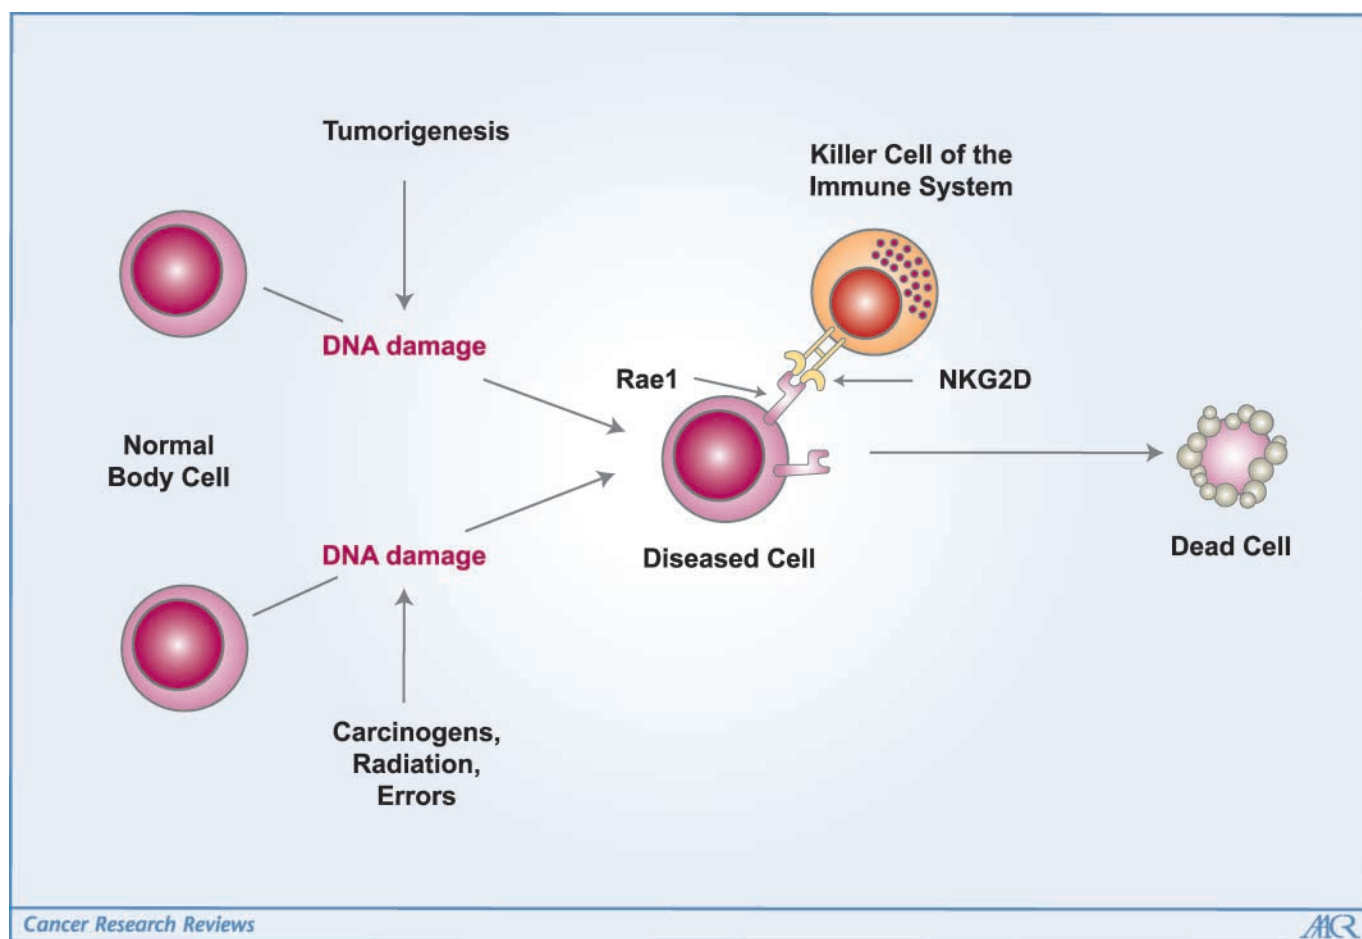 Tumorigenesis
Killer Cell of the
Immune System
DNA damage
Rae1
NKG2D
Normal
Body Cell
DNA damage
Diseased Cell
Dead Cell
Carcinogens,
Radiation,
Errors
Cancer Research Reviews
AACR